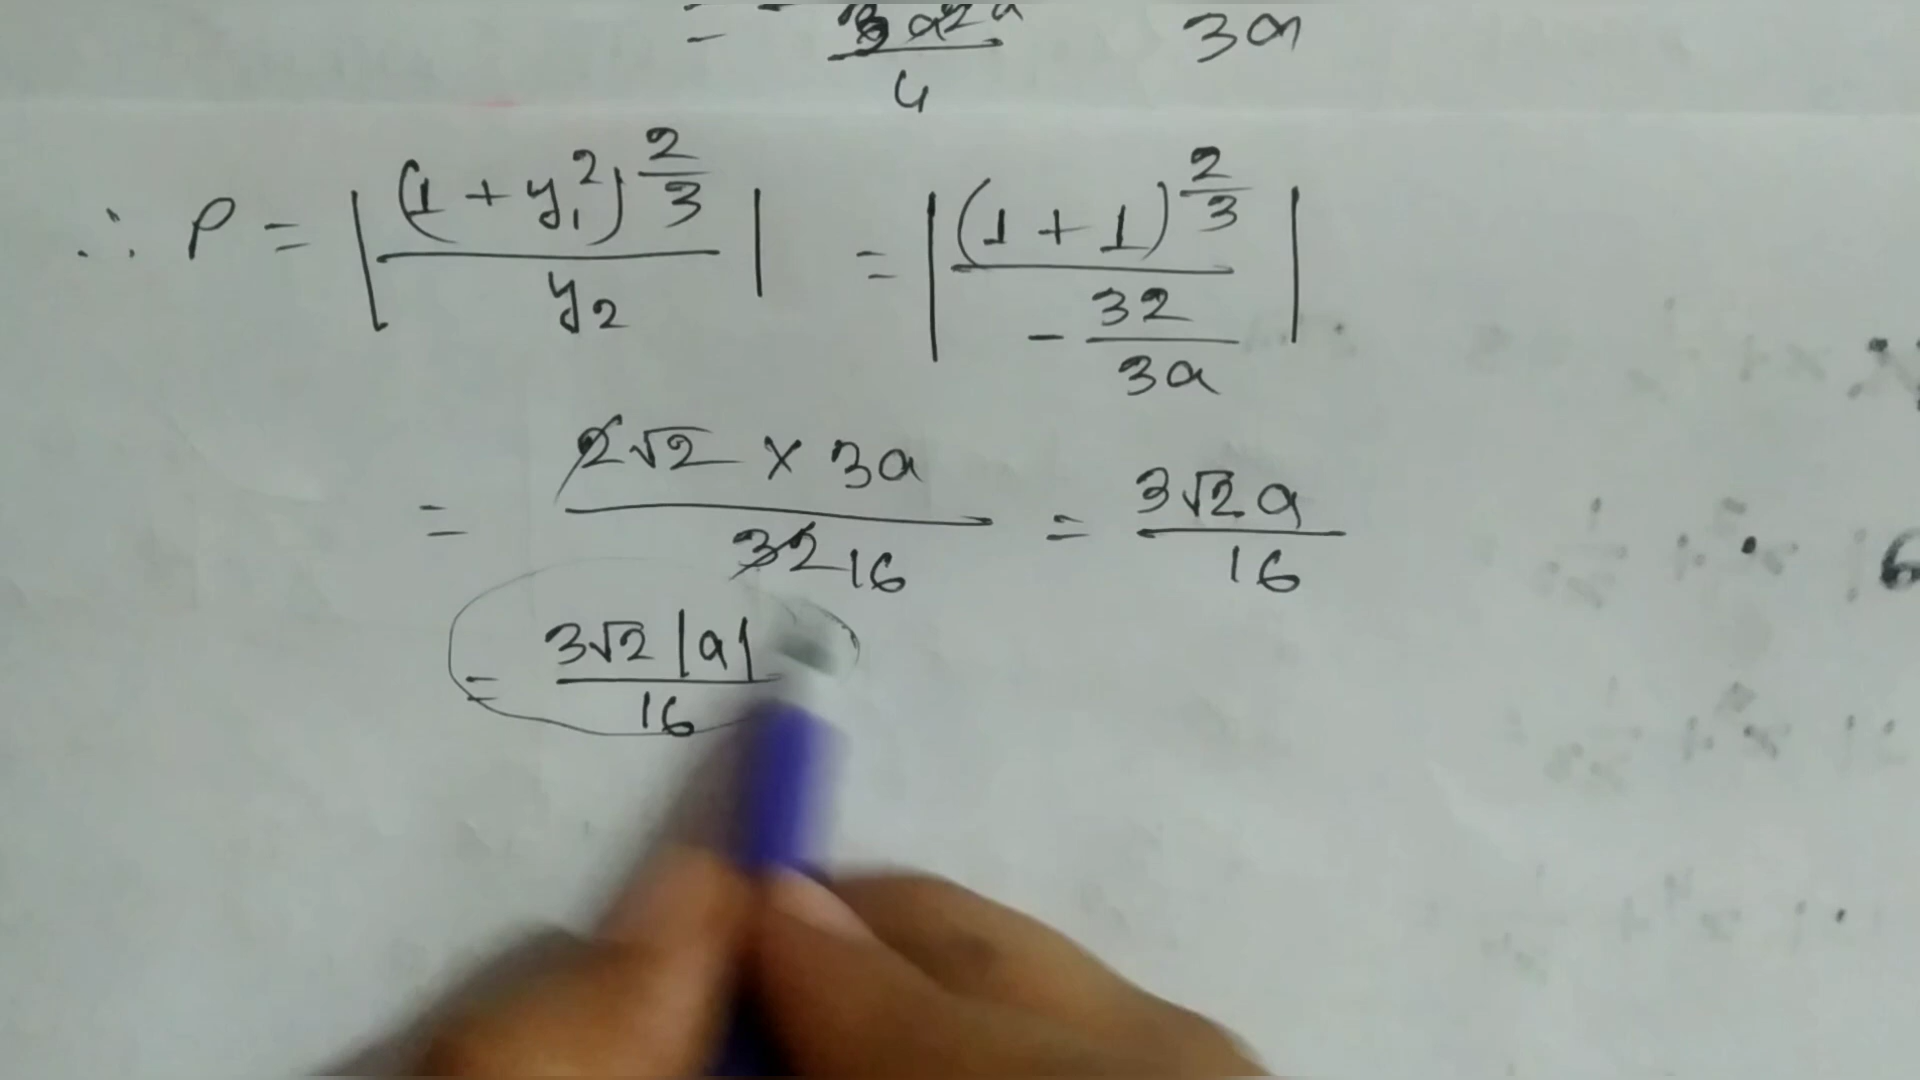 = - 3a²a / 4 3a
∴ ρ = |(1 + y₁²)^(2/3) / y₂| = |(1 + 1)^(2/3) / -32/3a|
= 2√2 × 3a / 32 16 = 3√2 a / 16
= 3√2 |a| / 16